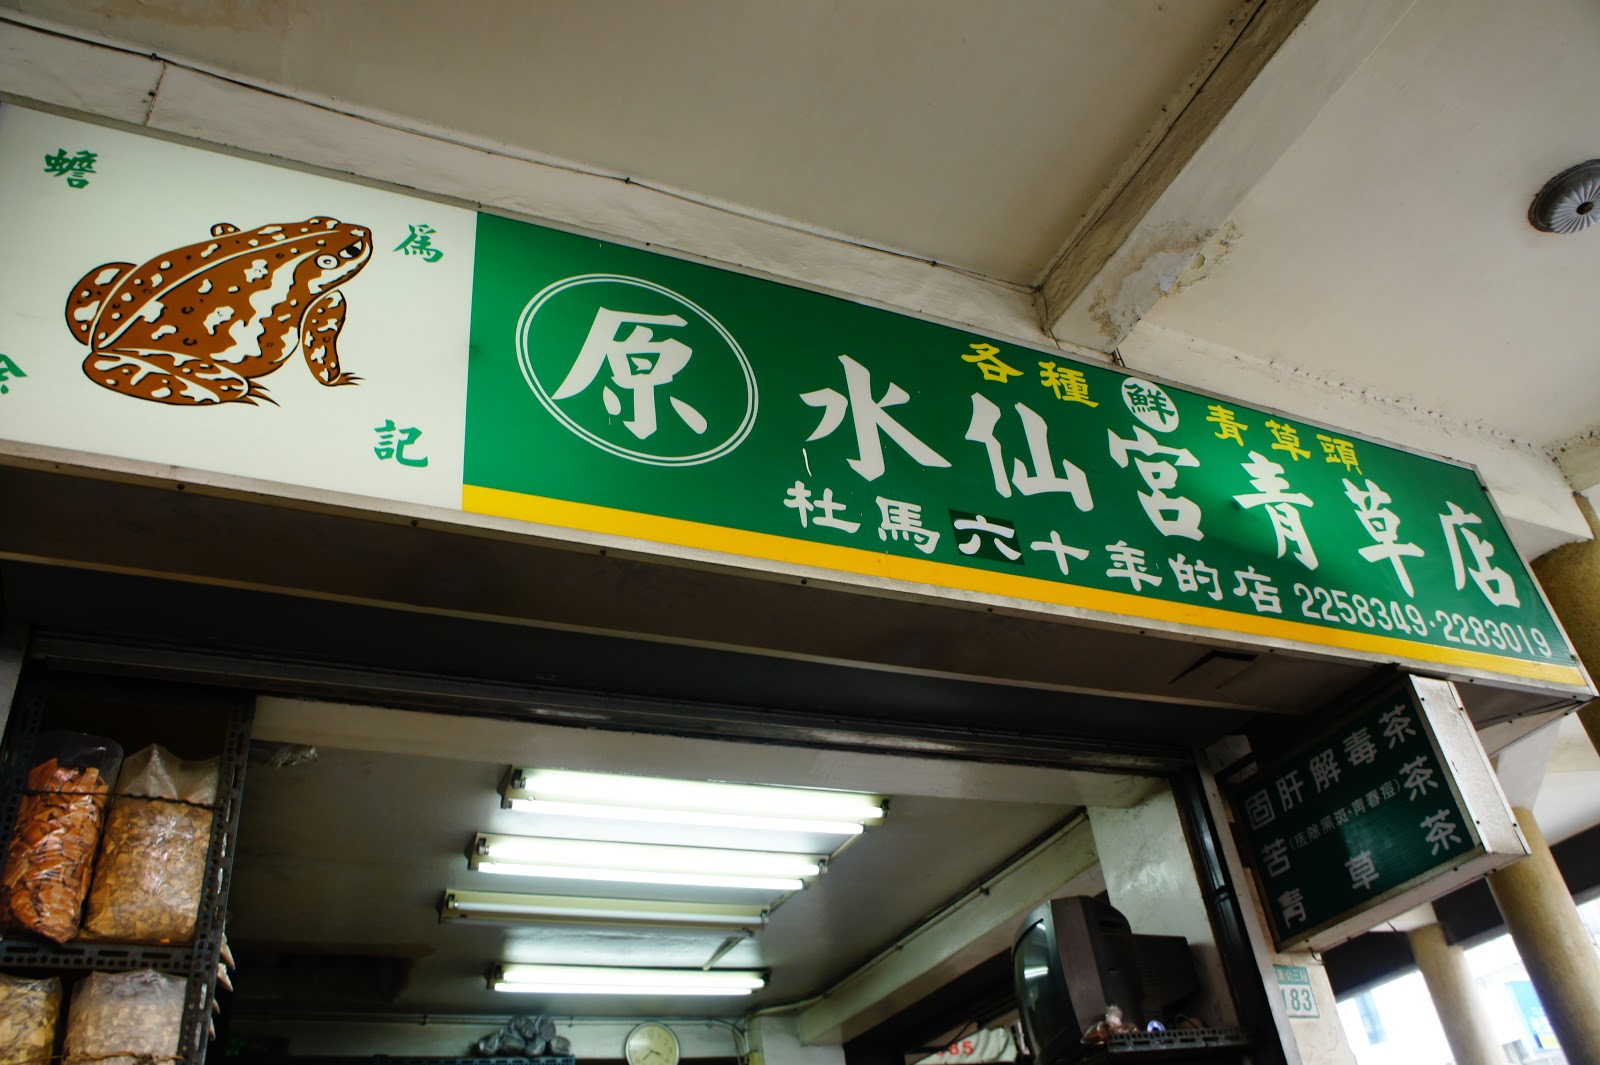 蟾 爲
記
各種鮮青草頭
原水仙宮青草店
杜馬六十年的店 2258349·2283019
固肝解毒茶
(祛除黑斑·青春痘)
苦 茶
青 草 茶
183